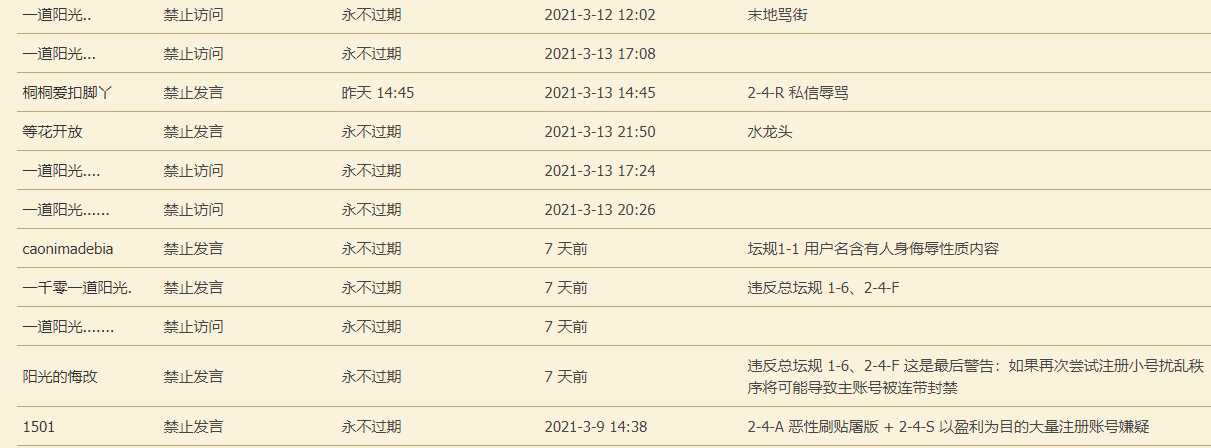 一道阳光.. 禁止访问 永不过期 2021-3-12 12:02 末地骂街
一道阳光... 禁止访问 永不过期 2021-3-13 17:08
桐桐爱扣脚丫 禁止发言 昨天 14:45 2021-3-13 14:45 2-4-R 私信辱骂
等花开放 禁止发言 永不过期 2021-3-13 21:50 水龙头
一道阳光.... 禁止访问 永不过期 2021-3-13 17:24
一道阳光...... 禁止访问 永不过期 2021-3-13 20:26
caonimadebia 禁止发言 永不过期 7 天前 坛规1-1 用户名含有人身侮辱性质内容
一千零一道阳光. 禁止发言 永不过期 7 天前 违反总坛规 1-6、2-4-F
一道阳光....... 禁止访问 永不过期 7 天前
阳光的悔改 禁止发言 永不过期 7 天前 违反总坛规 1-6、2-4-F 这是最后警告：如果再次尝试注册小号扰乱秩
序将可能导致主账号被连带封禁
1501 禁止发言 永不过期 2021-3-9 14:38 2-4-A 恶性刷贴屠版 + 2-4-S 以盈利为目的大量注册账号嫌疑